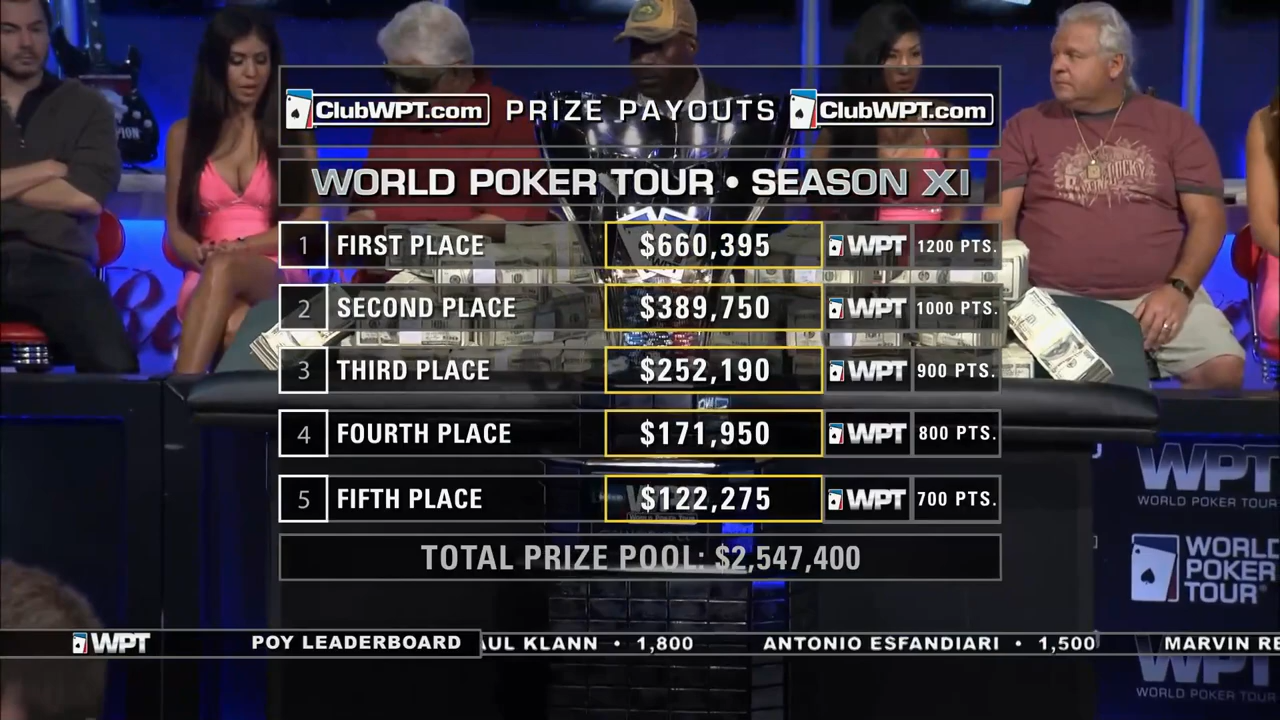 ClubWPT.com PRIZE PAYOUTS ClubWPT.com
WORLD POKER TOUR • SEASON XI
1 FIRST PLACE $660,395 WPT 1200 PTS.
2 SECOND PLACE $389,750 WPT 1000 PTS.
3 THIRD PLACE $252,190 WPT 900 PTS.
4 FOURTH PLACE $171,950 WPT 800 PTS.
5 FIFTH PLACE $122,275 WPT 700 PTS.
TOTAL PRIZE POOL: $2,547,400
WPT POY LEADERBOARD AUL KLANN • 1,800 ANTONIO ESFANDIARI • 1,500 MARVIN RE
WPT
WORLD POKER TOUR
WORLD
POKER
TOUR
WPT
WORLD POKER TOUR